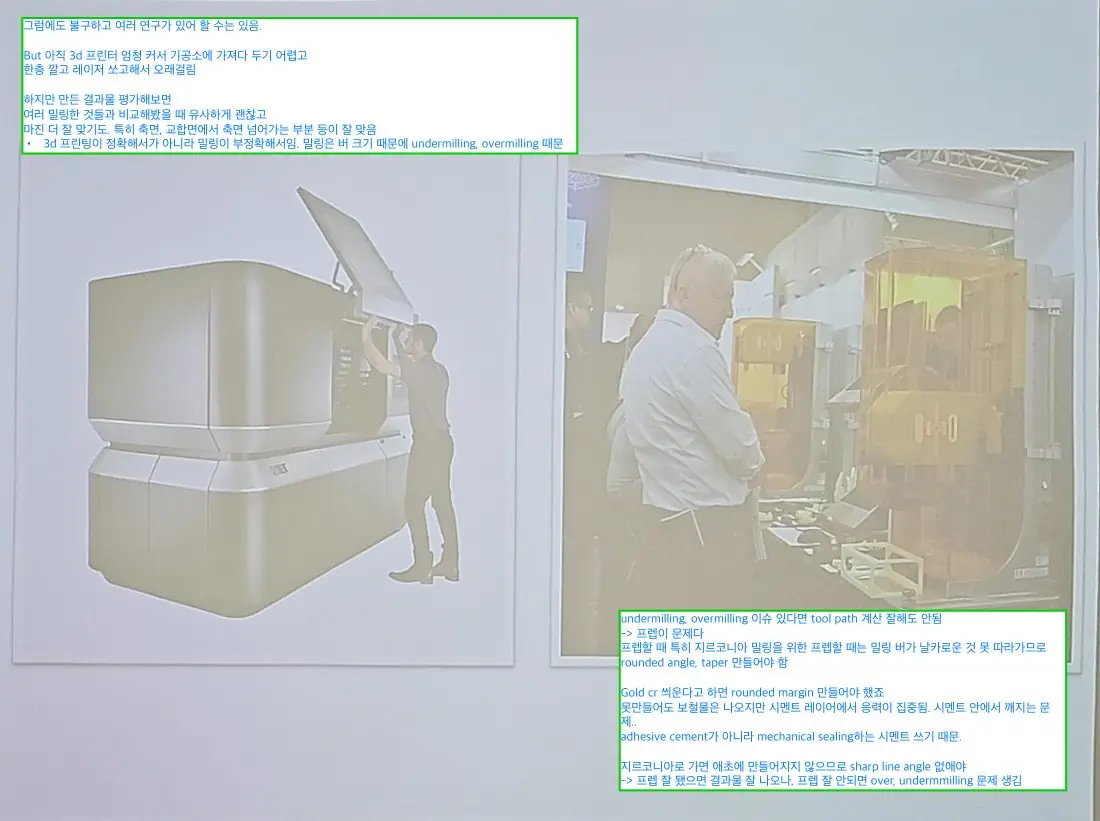 그럼에도 불구하고 여러 연구가 있어 할 수는 있음.
But 아직 3d 프린터 엄청 커서 기공소에 가져다 두기 어렵고
한층 깔고 레이저 쏘고해서 오래걸림
하지만 만든 결과물 평가해보면
여러 밀링한 것들과 비교해봤을 때 유사하게 괜찮고
마진 더 잘 맞기도. 특히 축면, 교합면에서 축면 넘어가는 부분 등이 잘 맞음
• 3d 프린팅이 정확해서가 아니라 밀링이 부정확해서임. 밀링은 버 크기 때문에 undermilling, overmilling 때문
undermilling, overmilling 이슈 있다면 tool path 계산 잘해도 안됨
-> 프렙이 문제다
프렙할 때 특히 지르코니아 밀링을 위한 프렙할 때는 밀링 버가 날카로운 것 못 따라가므로
rounded angle, taper 만들어야 함
Gold cr 씌운다고 하면 rounded margin 만들어야 했죠
못만들어도 보철물은 나오지만 시멘트 레이어에서 응력이 집중됨. 시멘트 안에서 깨지는 문
제..
adhesive cement가 아니라 mechanical sealing하는 시멘트 쓰기 때문.
지르코니아로 가면 애초에 만들어지지 않으므로 sharp line angle 없애야
-> 프렙 잘 됐으면 결과물 잘 나오나, 프렙 잘 안되면 over, undermmilling 문제 생김